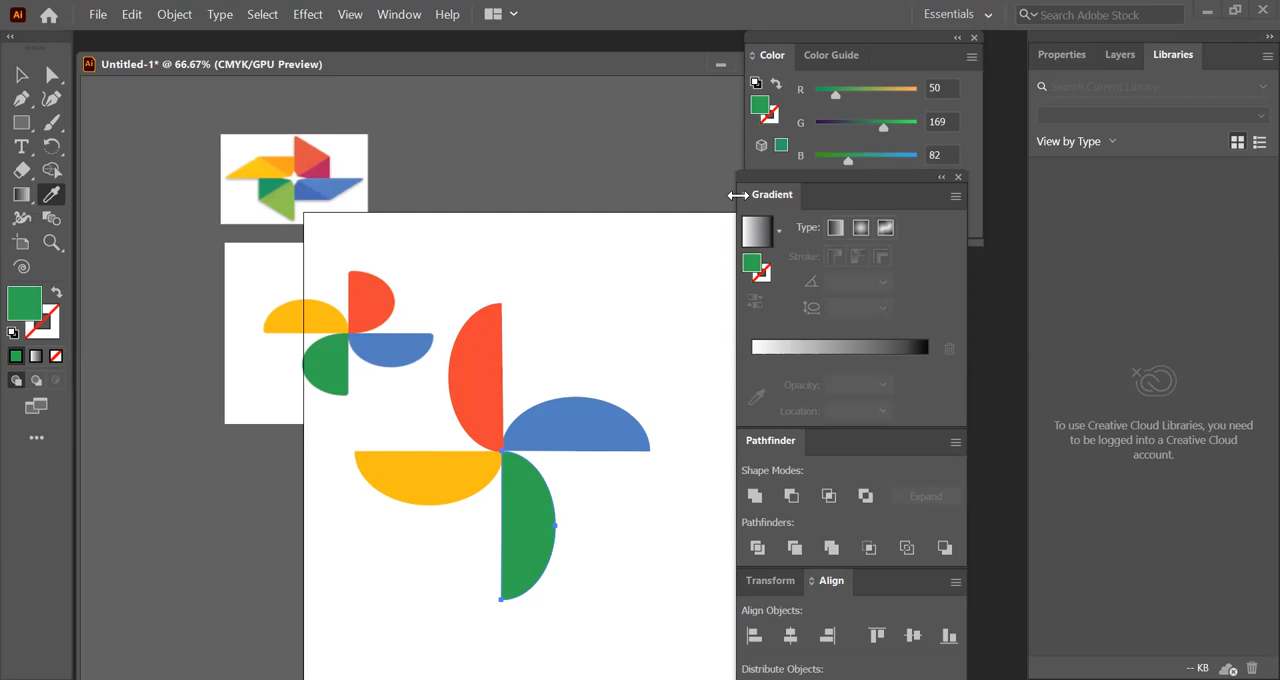 Ai
File Edit Object Type Select Effect View Window Help
Essentials
Search Adobe Stock
Ai Untitled-1* @ 66.67% (CMYK/GPU Preview)
Color Color Guide
R 50
G 169
B 82
Gradient
Type:
Stroke:
Opacity:
Location:
Pathfinder
Shape Modes:
Expand
Pathfinders:
Transform Align
Align Objects:
Distribute Objects:
Properties Layers Libraries
Search Current Library
View by Type
To use Creative Cloud Libraries, you need
to be logged into a Creative Cloud
account.
-- KB
T